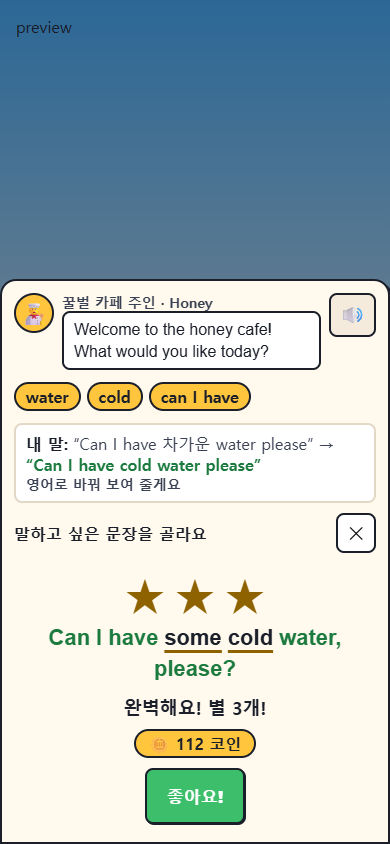 preview
꿀벌 카페 주인 · Honey
Welcome to the honey cafe!
What would you like today?
water cold can I have
내 말: “Can I have 차가운 water please” →
“Can I have cold water please”
영어로 바꿔 보여 줄게요
말하고 싶은 문장을 골라요
Can I have some cold water,
please?
완벽해요! 별 3개!
112 코인
좋아요!